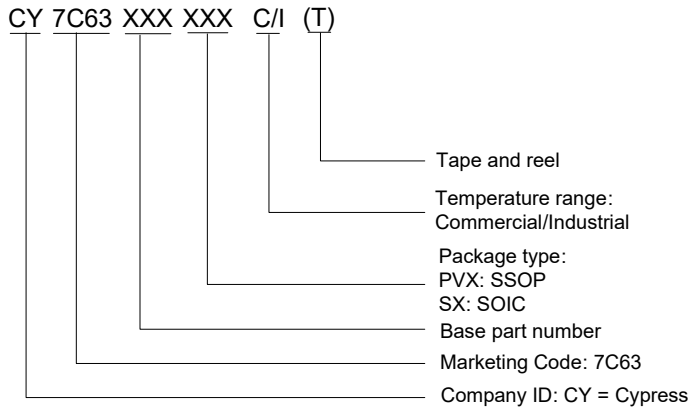 CY 7C63 XXX XXX C/I (T)
Tape and reel
Temperature range:
Commercial/Industrial
Package type:
PVX: SSOP
SX: SOIC
Base part number
Marketing Code: 7C63
Company ID: CY = Cypress